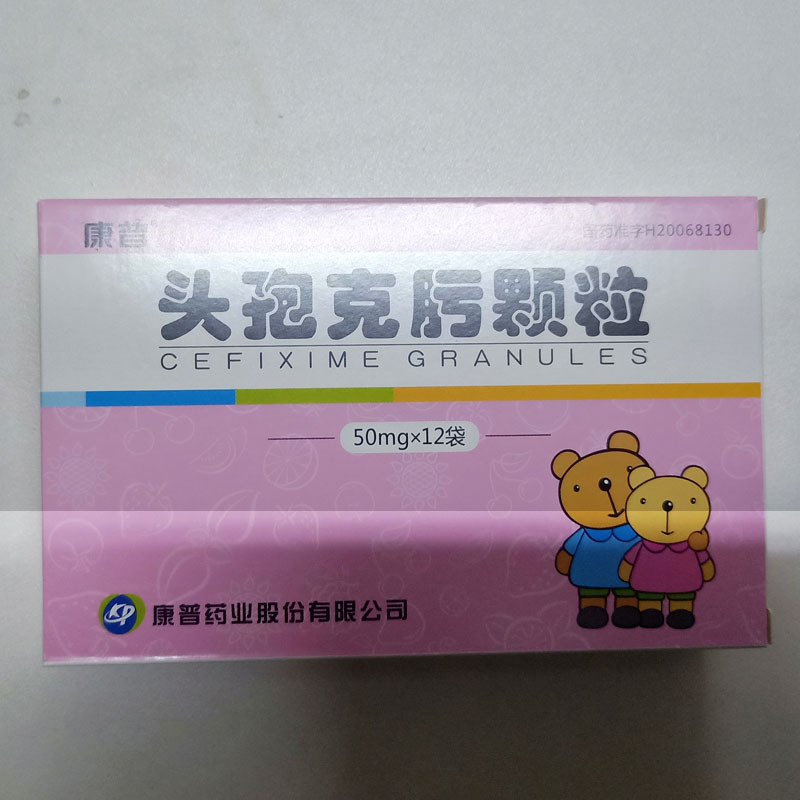 康普
国药准字H20068130
头孢克肟颗粒
CEFIXIME GRANULES
50mg×12袋
KP 康普药业股份有限公司